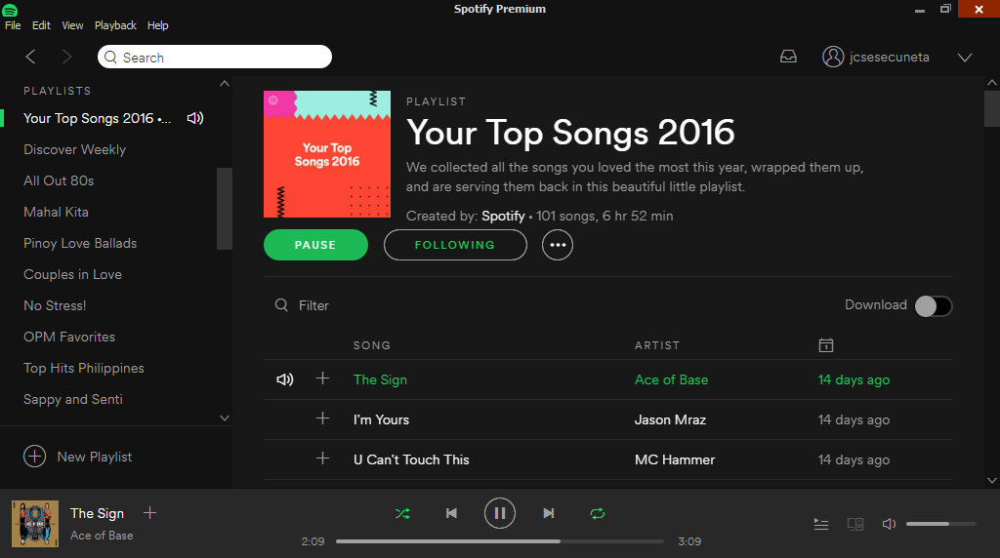 Spotify Premium
File Edit View Playback Help
Search
jcsesecuneta
PLAYLISTS
Your Top Songs 2016 •...
Discover Weekly
All Out 80s
Mahal Kita
Pinoy Love Ballads
Couples in Love
No Stress!
OPM Favorites
Top Hits Philippines
Sappy and Senti
New Playlist
Your Top
Songs 2016
PLAYLIST
Your Top Songs 2016
We collected all the songs you loved the most this year, wrapped them up,
and are serving them back in this beautiful little playlist.
Created by: Spotify • 101 songs, 6 hr 52 min
PAUSE FOLLOWING
Filter Download
SONG ARTIST
The Sign Ace of Base 14 days ago
I'm Yours Jason Mraz 14 days ago
U Can't Touch This MC Hammer 14 days ago
The Sign
Ace of Base
2:09 3:09